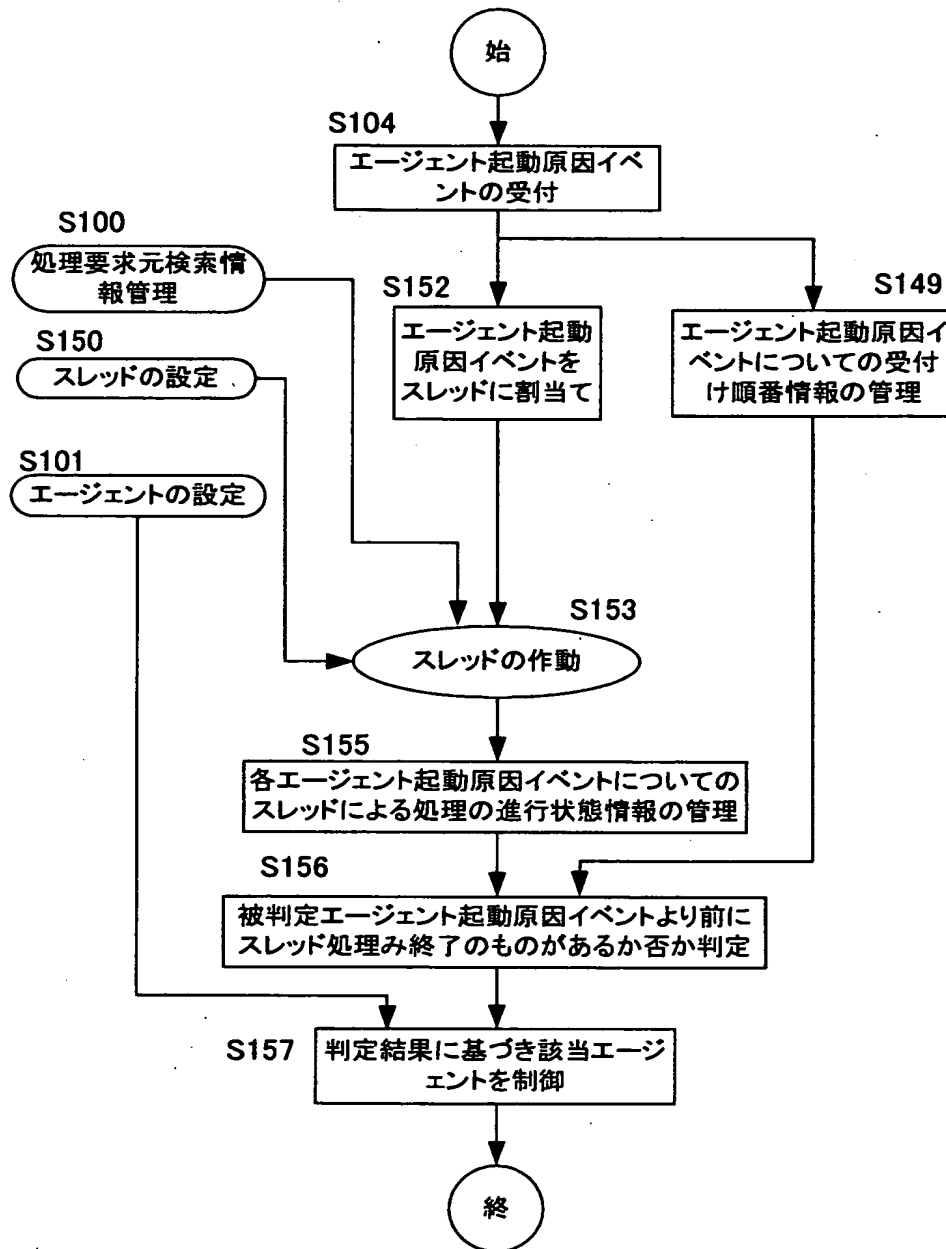 始
S104
エージェント起動原因イベ
ントの受付
S100
処理要求元検索情
報管理
S152
エージェント起動
原因イベントを
スレッドに割当て
S149
エージェント起動原因イ
ベントについての受付
け順番情報の管理
S150
スレッドの設定
S101
エージェントの設定
S153
スレッドの作動
S155
各エージェント起動原因イベントについての
スレッドによる処理の進行状態情報の管理
S156
被判定エージェント起動原因イベントより前に
スレッド処理み終了のものがあるか否か判定
S157
判定結果に基づき該当エージ
ェントを制御
終